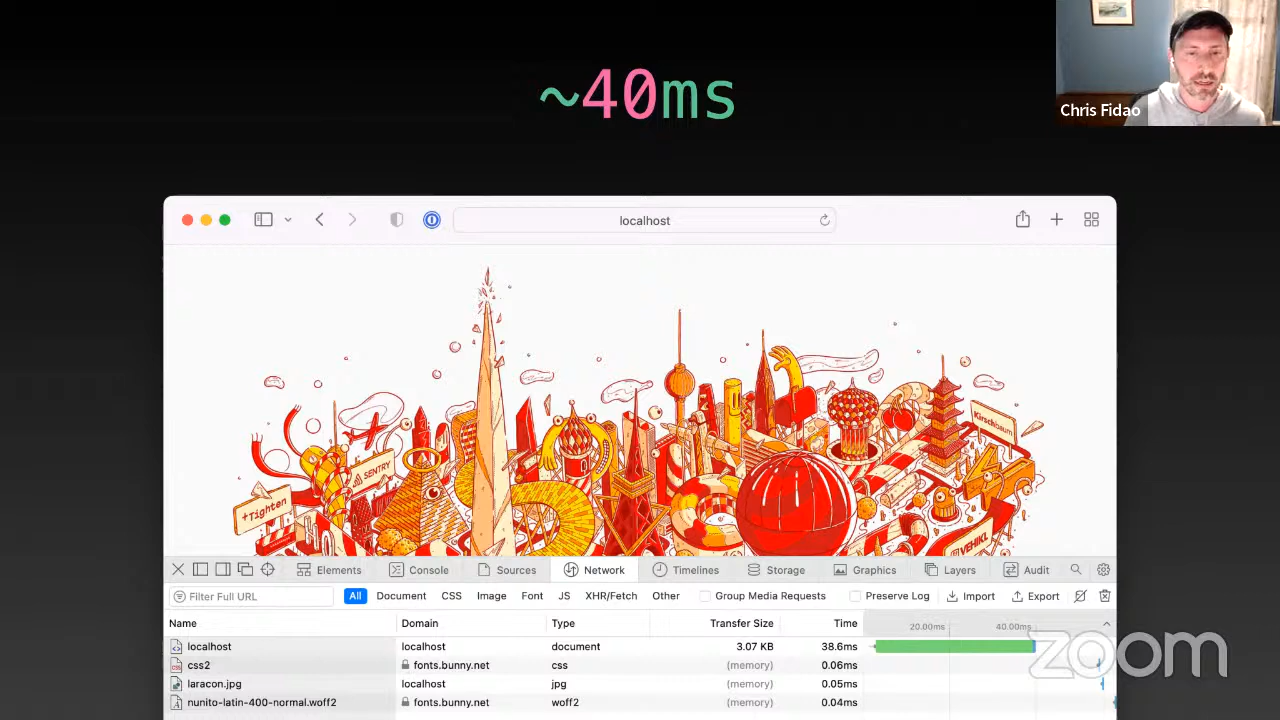 ~40ms
Chris Fidao
localhost
SENTRY
+Tighten
Kirschbaum
@VEHIKL
Elements Console Sources Network Timelines Storage Graphics Layers Audit
Filter Full URL All Document CSS Image Font JS XHR/Fetch Other Group Media Requests Preserve Log Import Export
Name Domain Type Transfer Size Time 20.00ms 40.00ms
localhost localhost document 3.07 KB 38.6ms
css2 fonts.bunny.net css (memory) 0.06ms
laracon.jpg localhost jpg (memory) 0.05ms
nunito-latin-400-normal.woff2 fonts.bunny.net woff2 (memory) 0.04ms
zoom